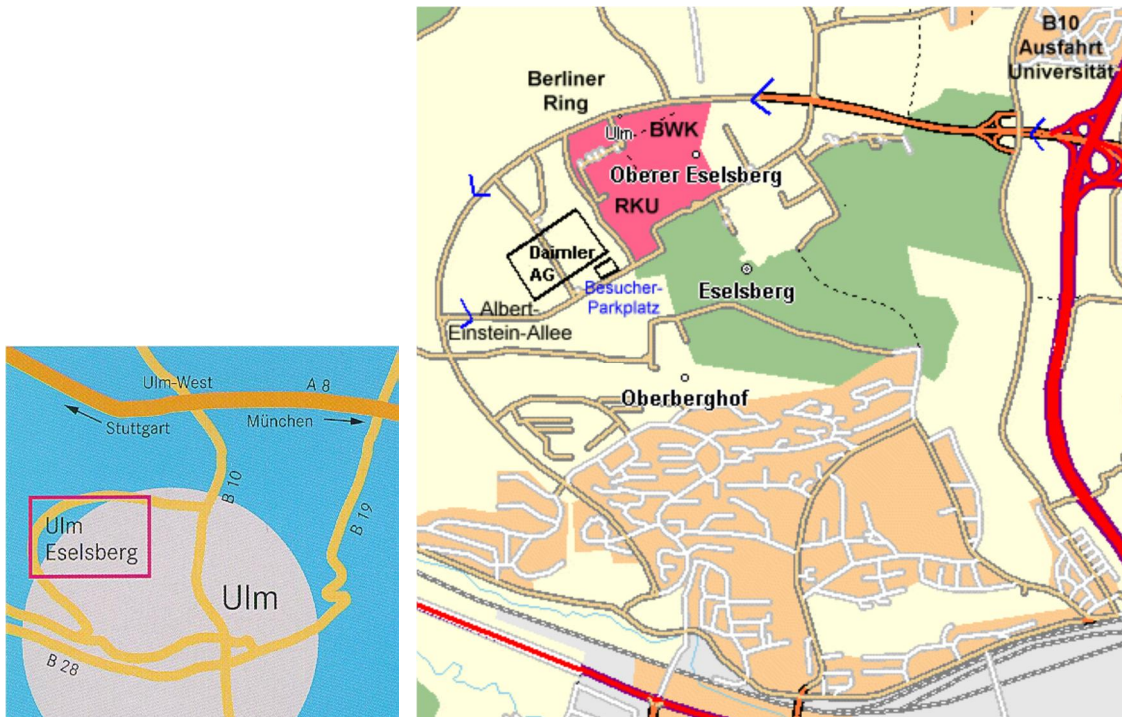 B10
Ausfahrt
Universität
Berliner
Ring
Ulm
BWK
Oberer Eselsberg
RKU
Daimler
AG
Besucher-
Parkplatz
Eselsberg
Albert-
Einstein-Allee
Oberberghof
Ulm-West
A 8
Stuttgart
München
B 10
B 19
Ulm
Eselsberg
Ulm
B 28